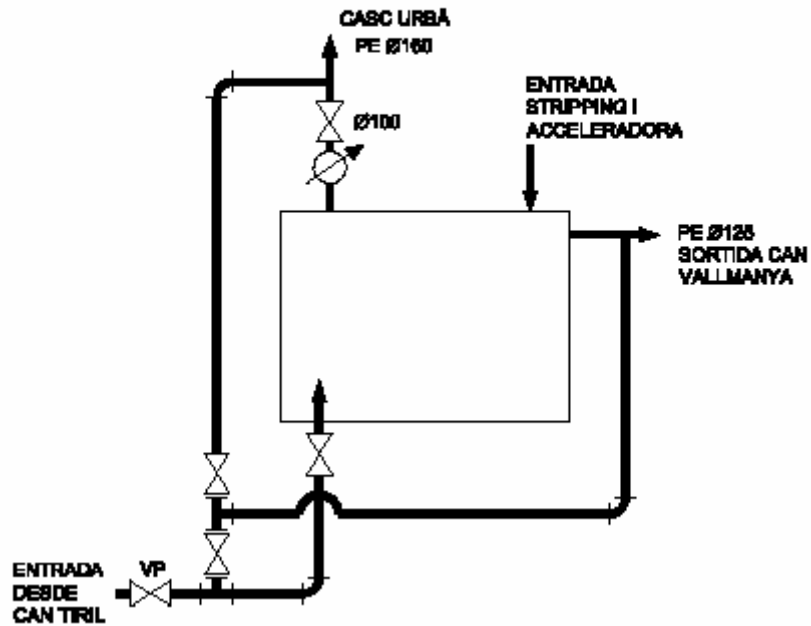 CASC URBÀ
PE Ø160
Ø100
ENTRADA
STRIPPING I
ACCELERADORA
PE Ø125
SORTIDA CAN
VALLMANYA
ENTRADA
DESDE
CAN TIRIL
VP